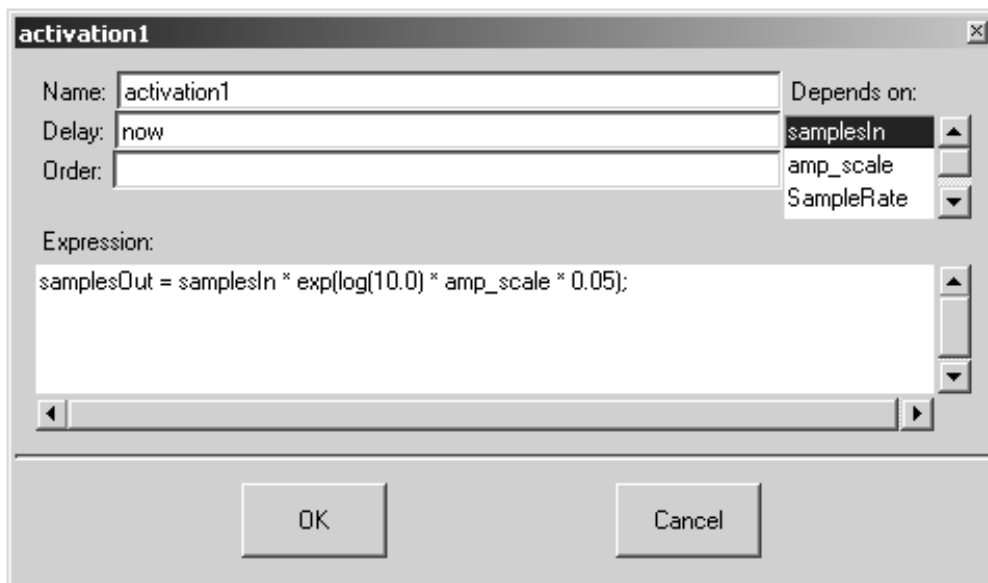 activation1
Name: activation1
Depends on:
Delay: now
samplesIn
Order:
amp_scale
SampleRate
Expression:
samplesOut = samplesIn * exp(log(10.0) * amp_scale * 0.05);
OK
Cancel